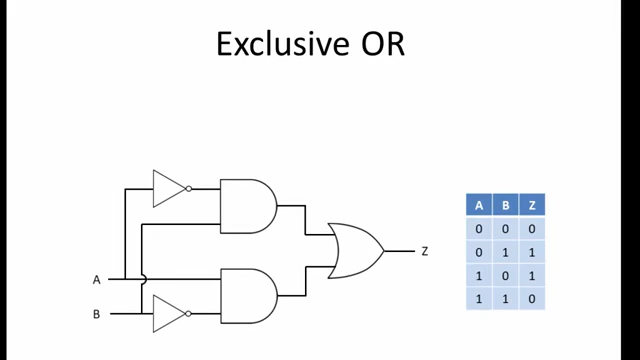 Exclusive OR
A B Z
0 0 0
0 1 1
1 0 1
1 1 0
Z
A
B